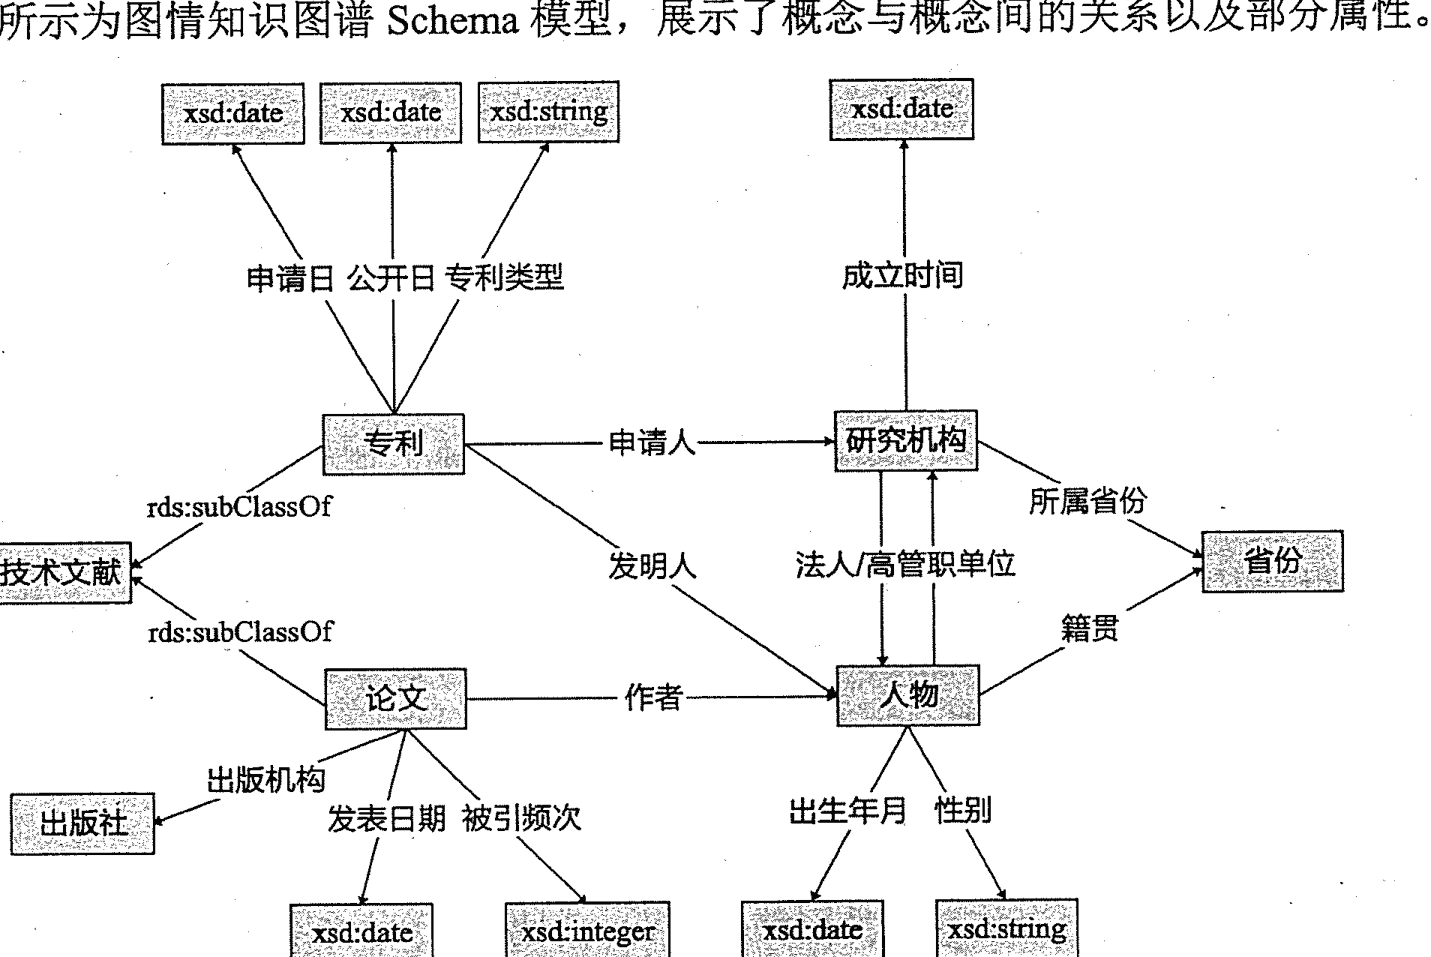 所示为图情知识图谱 Schema 模型，展示了概念与概念间的关系以及部分属性。
xsd:date xsd:date xsd:string xsd:date
申请日 公开日 专利类型 成立时间
专利 申请人 研究机构
rds:subClassOf 所属省份
技术文献 发明人 法人/高管职单位 省份
rds:subClassOf 籍贯
论文 作者 人物
出版机构
出版社 发表日期 被引频次 出生年月 性别
xsd:date xsd:integer xsd:date xsd:string